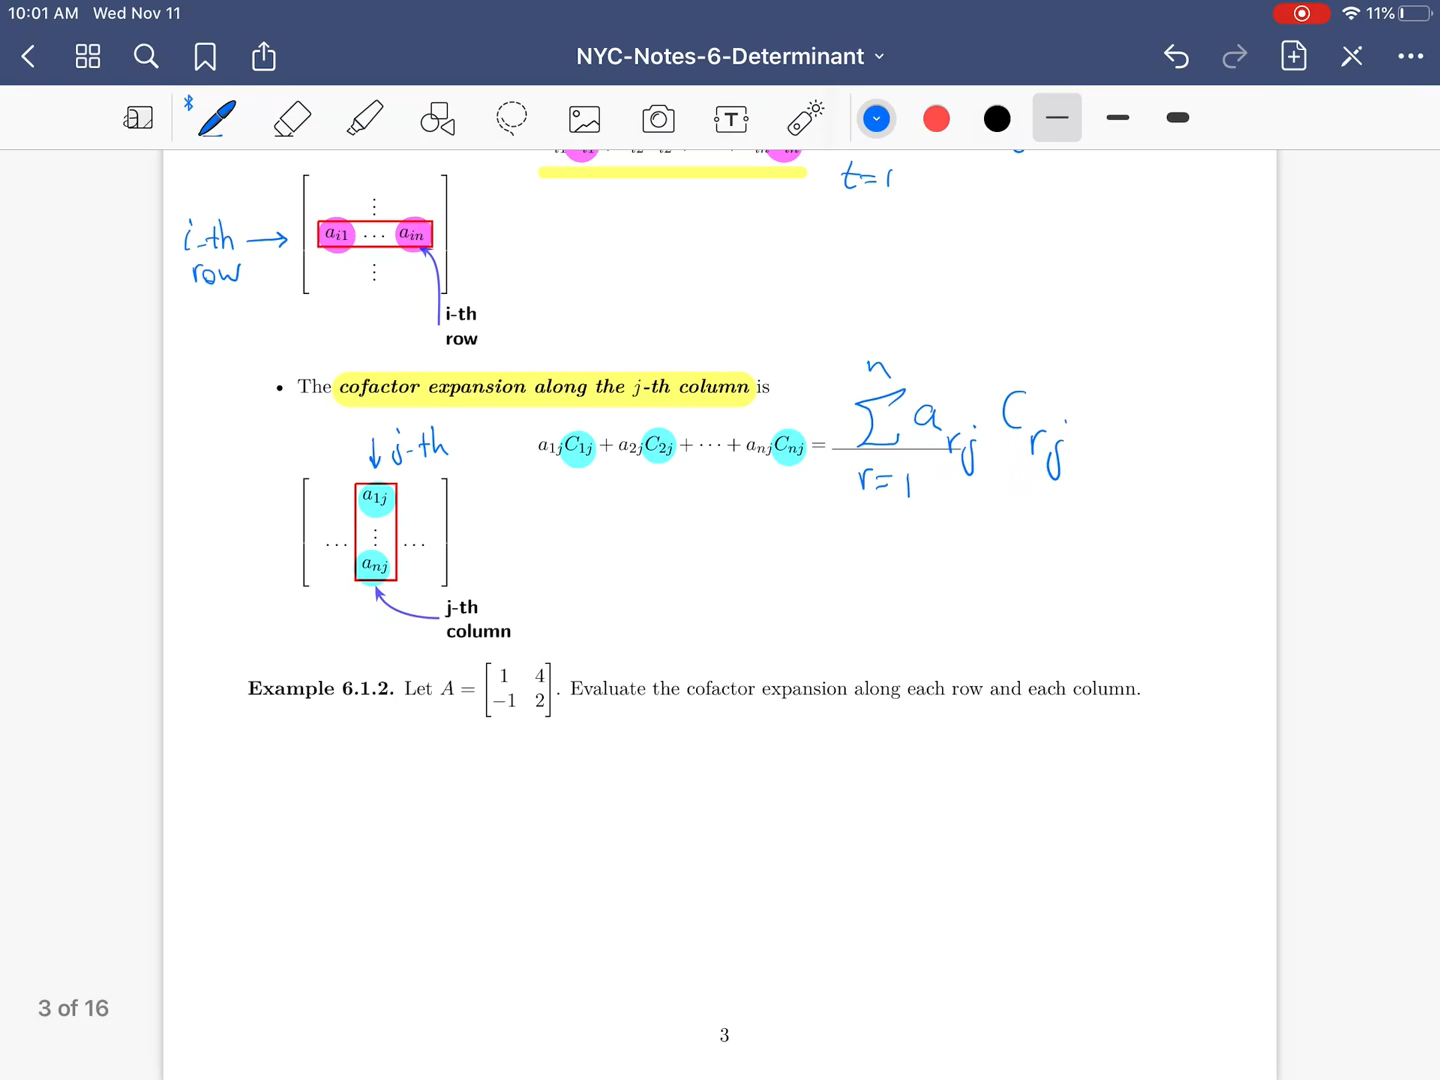 10:01 AM Wed Nov 11
11%
NYC-Notes-6-Determinant
a
T
t=1
i-th
row
⋮
a_{i1} ⋯ a_{in}
⋮
i-th
row
• The cofactor expansion along the j-th column is
a_{1j}C_{1j} + a_{2j}C_{2j} + ⋯ + a_{nj}C_{nj} = \sum_{r=1}^{n} a_{rj} C_{rj}
↓ j-th
a_{1j}
⋯ ⋮ ⋯
a_{nj}
j-th
column
Example 6.1.2. Let A = [1 4; −1 2]. Evaluate the cofactor expansion along each row and each column.
3 of 16
3